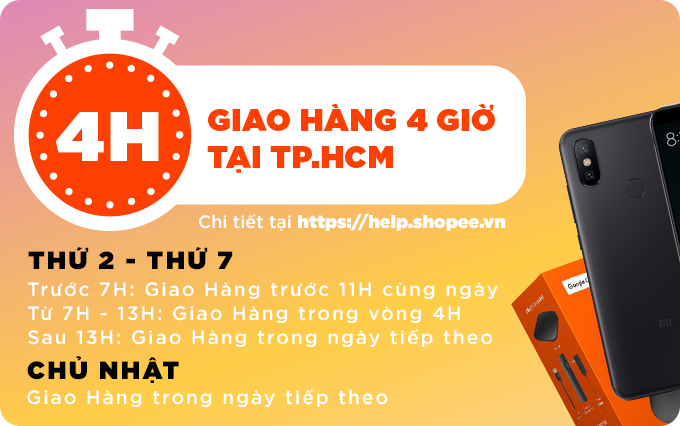 4H
GIAO HÀNG 4 GIỜ
TẠI TP.HCM
Chi tiết tại https://help.shopee.vn
THỨ 2 - THỨ 7
Trước 7H: Giao Hàng trước 11H cùng ngày
Từ 7H - 13H: Giao Hàng trong vòng 4H
Sau 13H: Giao Hàng trong ngày tiếp theo
CHỦ NHẬT
Giao Hàng trong ngày tiếp theo
mi